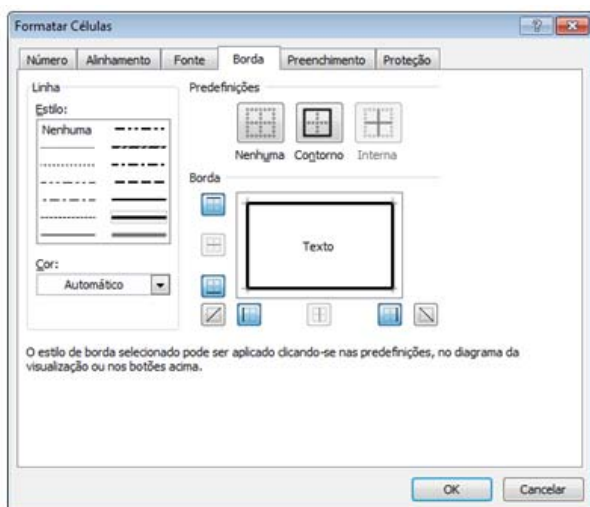 Formatar Células
Número Alinhamento Fonte Borda Preenchimento Proteção
Linha
Estilo:
Nenhuma
Cor:
Automático
Predefinições
Nenhuma Contorno Interna
Borda
Texto
O estilo de borda selecionado pode ser aplicado clicando-se nas predefinições, no diagrama da
visualização ou nos botões acima.
OK Cancelar